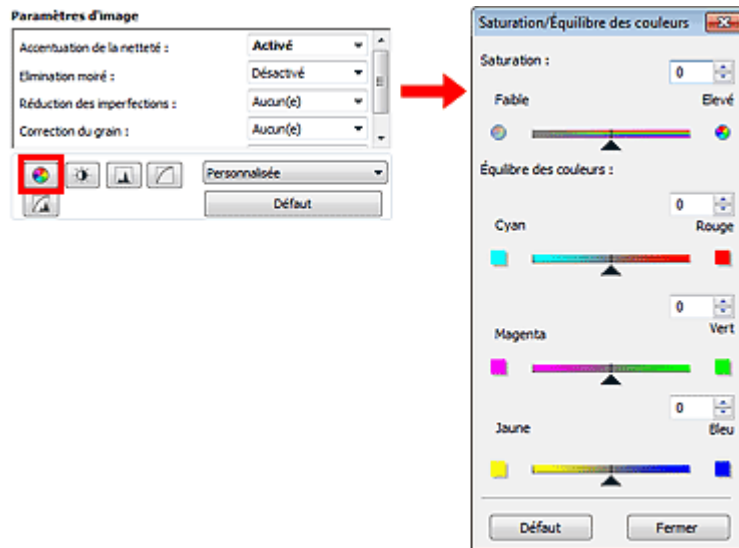 Paramètres d'image
Accentuation de la netteté : Activé
Elimination moiré : Désactivé
Réduction des imperfections : Aucun(e)
Correction du grain : Aucun(e)
Personnalisée
Défaut
Saturation/Équilibre des couleurs
Saturation :
0
Faible Elevé
Équilibre des couleurs :
0
Cyan Rouge
0
Magenta Vert
0
Jaune Bleu
Défaut Fermer